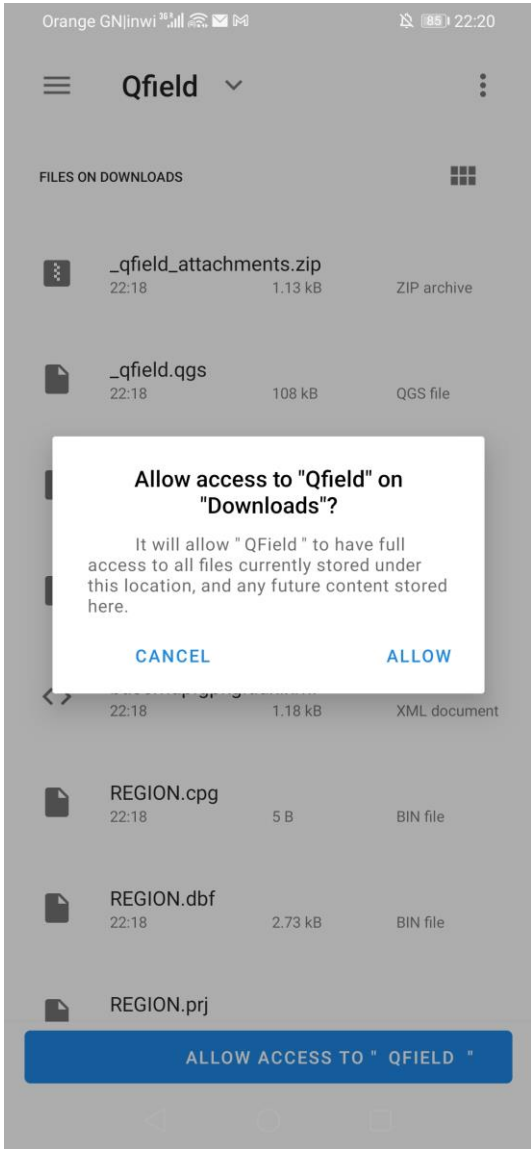 Orange GN|inwi 22:20
85
Qfield
FILES ON DOWNLOADS
_qfield_attachments.zip
22:18 1.13 kB ZIP archive
_qfield.qgs
22:18 108 kB QGS file
Allow access to "Qfield" on
"Downloads"?
It will allow " QField " to have full
access to all files currently stored under
this location, and any future content stored
here.
CANCEL ALLOW
22:18 1.18 kB XML document
REGION.cpg
22:18 5 B BIN file
REGION.dbf
22:18 2.73 kB BIN file
REGION.prj
ALLOW ACCESS TO " QFIELD "